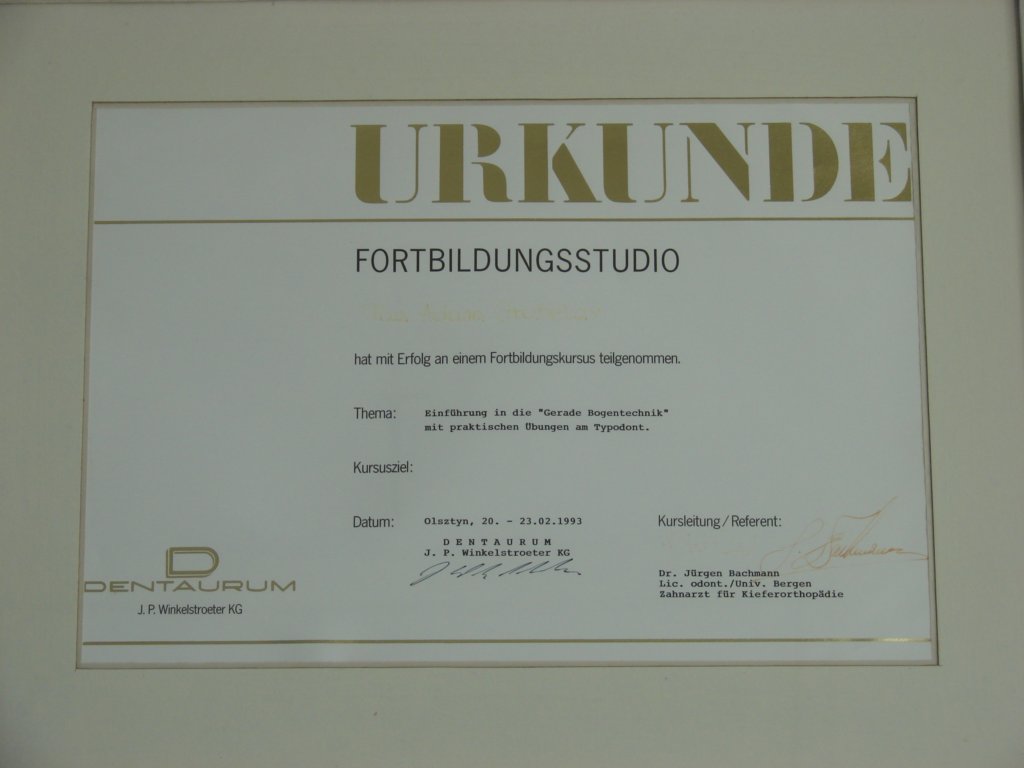 URKUNDE
FORTBILDUNGSSTUDIO
hat mit Erfolg an einem Fortbildungskursus teilgenommen.
Thema: Einführung in die "Gerade Bogentechnik"
mit praktischen Übungen am Typodont.
Kursusziel:
Datum: Olsztyn, 20. - 23.02.1993
DENTAURUM
J. P. Winkelstroeter KG
Kursleitung/Referent:
Dr. Jürgen Bachmann
Lic. odont./Univ. Bergen
Zahnarzt für Kieferorthopädie
D
DENTAURUM
J. P. Winkelstroeter KG